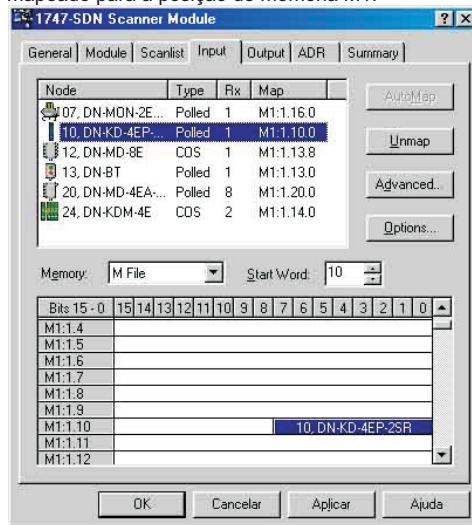 mapeado para a posição de memória M1:
1747-SDN Scanner Module
General Module Scanlist Input Output ADR Summary
Node Type Rx Map
07, DN-MON-2E... Polled 1 M1:1.16.0
10, DN-KD-4EP-... Polled 1 M1:1.10.0
12, DN-MD-8E COS 1 M1:1.13.8
13, DN-BT Polled 1 M1:1.13.0
20, DN-MD-4EA-... Polled 8 M1:1.20.0
24, DN-KDM-4E COS 2 M1:1.14.0
AutoMap
Unmap
Advanced...
Options...
Memory: M File Start Word: 10
Bits 15 - 0 15 14 13 12 11 10 9 8 7 6 5 4 3 2 1 0
M1:1.4
M1:1.5
M1:1.6
M1:1.7
M1:1.8
M1:1.9
M1:1.10 10, DN-KD-4EP-2SR
M1:1.11
M1:1.12
OK Cancelar Aplicar Ajuda